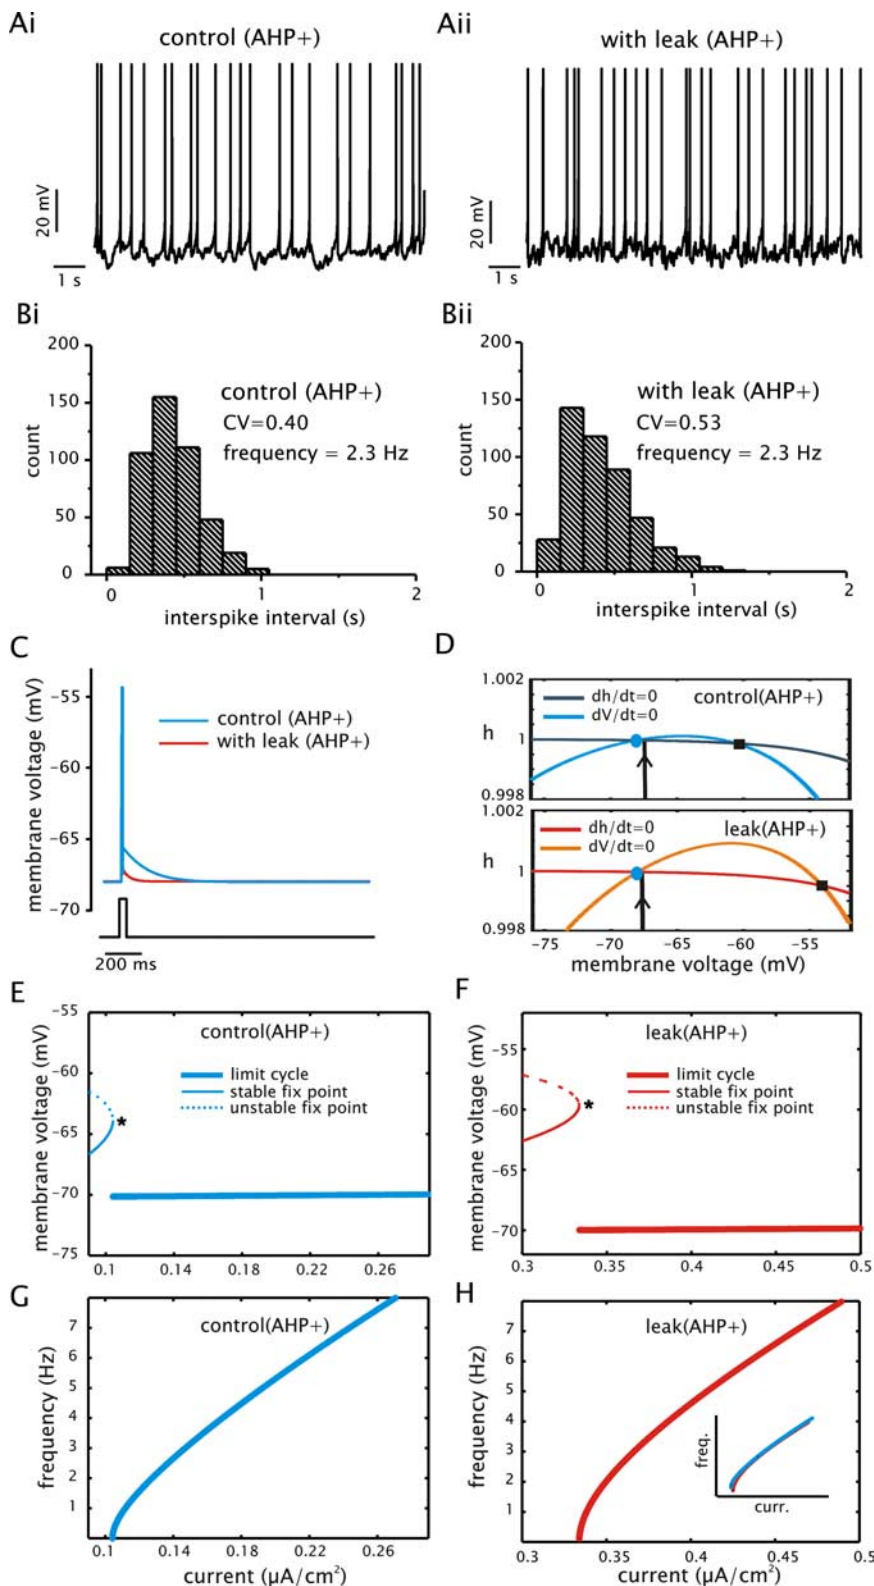 Ai
control (AHP+)
20 mV
1 s
Aii
with leak (AHP+)
20 mV
1 s
Bi
200
150
100
50
0
count
control (AHP+)
CV=0.40
frequency = 2.3 Hz
0
1
2
interspike interval (s)
Bii
200
150
100
50
0
count
with leak (AHP+)
CV=0.53
frequency = 2.3 Hz
0
1
2
interspike interval (s)
C
membrane voltage (mV)
-55
-60
-65
-70
control (AHP+)
with leak (AHP+)
200 ms
D
1.002
h
1
0.998
dh/dt=0
dV/dt=0
control(AHP+)
1.002
h
1
0.998
dh/dt=0
dV/dt=0
leak(AHP+)
-75
-70
-65
-60
-55
membrane voltage (mV)
E
membrane voltage (mV)
-55
-60
-65
-70
-75
control(AHP+)
limit cycle
stable fix point
unstable fix point
*
0.1
0.14
0.18
0.22
0.26
F
membrane voltage (mV)
-55
-60
-65
-70
leak(AHP+)
limit cycle
stable fix point
unstable fix point
*
0.3
0.35
0.4
0.45
0.5
G
frequency (Hz)
7
6
5
4
3
2
1
control(AHP+)
0.1
0.14
0.18
0.22
0.26
current (µA/cm²)
H
frequency (Hz)
7
6
5
4
3
2
1
leak(AHP+)
freq.
curr.
0.3
0.35
0.4
0.45
0.5
current (µA/cm²)